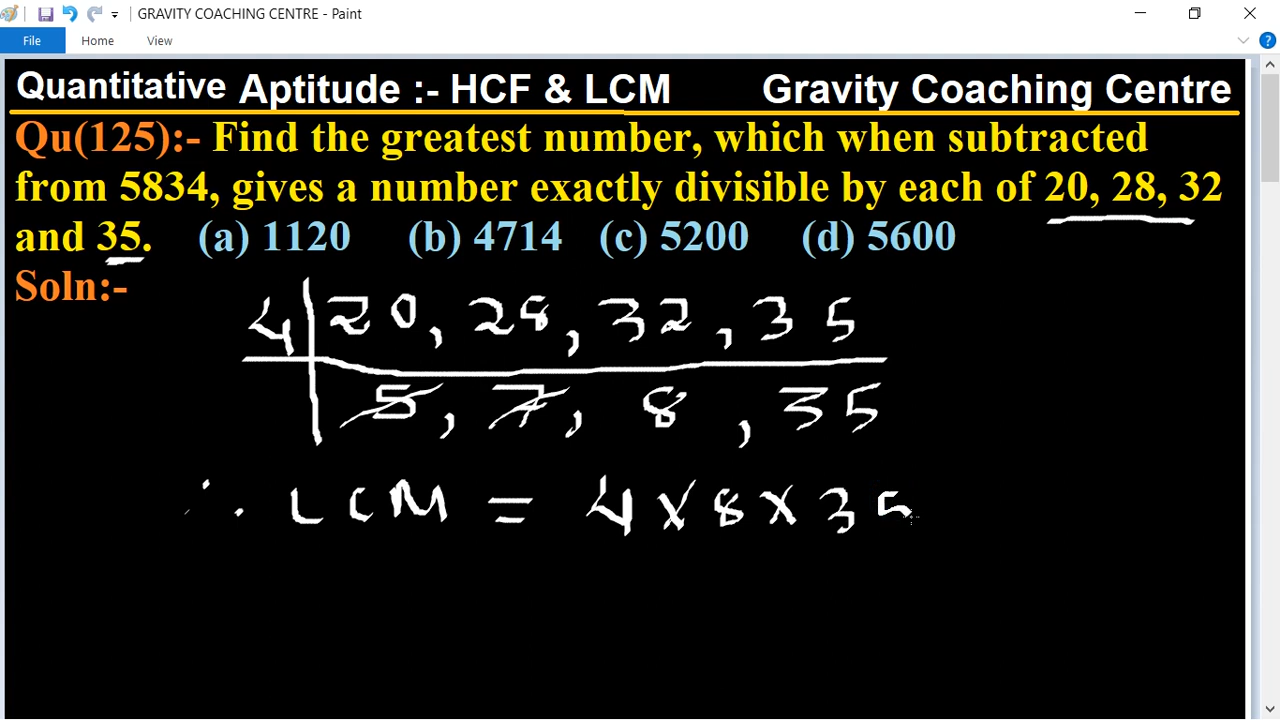 GRAVITY COACHING CENTRE - Paint
File Home View
Quantitative Aptitude :- HCF & LCM Gravity Coaching Centre
Qu(125):- Find the greatest number, which when subtracted
from 5834, gives a number exactly divisible by each of 20, 28, 32
and 35. (a) 1120 (b) 4714 (c) 5200 (d) 5600
Soln:-
4 20, 28, 32, 35
5, 7, 8, 35
∴ LCM = 4 × 8 × 35